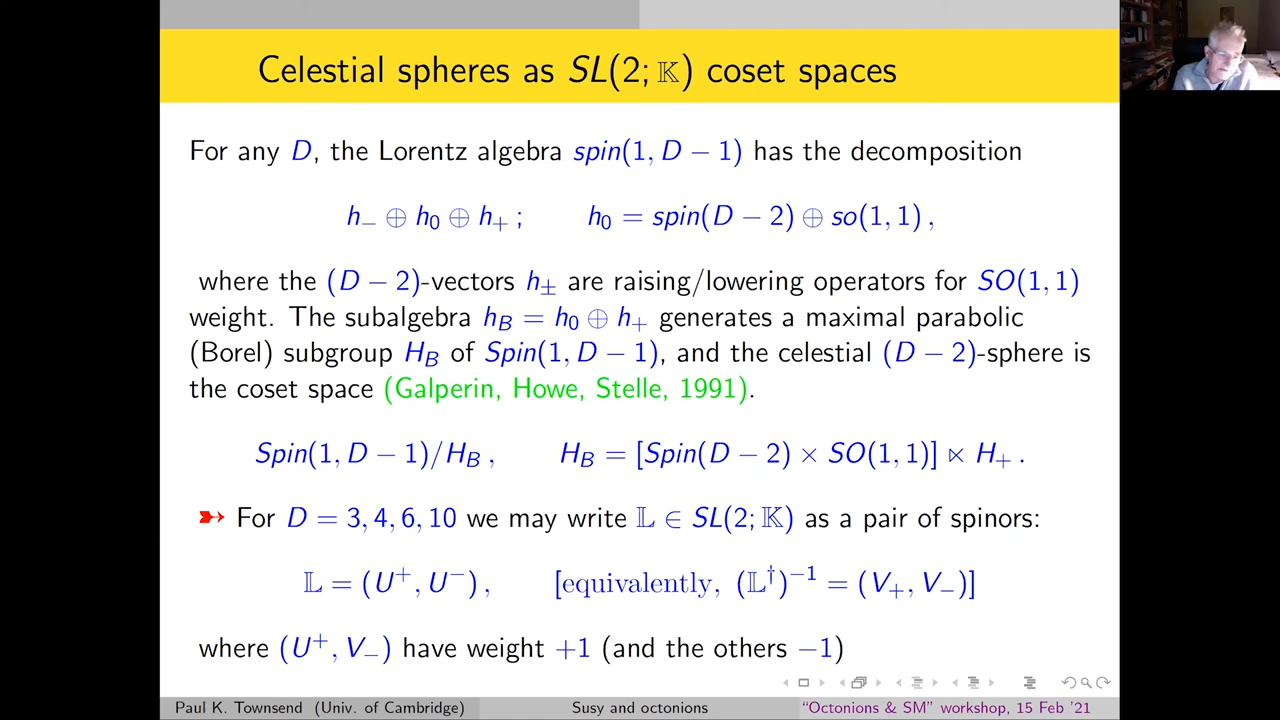 Celestial spheres as SL(2; 𝕂) coset spaces
For any D, the Lorentz algebra spin(1, D − 1) has the decomposition
h₋ ⊕ h₀ ⊕ h₊ ;   h₀ = spin(D − 2) ⊕ so(1, 1) ,
where the (D − 2)-vectors h± are raising/lowering operators for SO(1, 1)
weight. The subalgebra h_B = h₀ ⊕ h₊ generates a maximal parabolic
(Borel) subgroup H_B of Spin(1, D − 1), and the celestial (D − 2)-sphere is
the coset space (Galperin, Howe, Stelle, 1991).
Spin(1, D − 1)/H_B ,   H_B = [Spin(D − 2) × SO(1, 1)] ⋉ H₊ .
➳ For D = 3, 4, 6, 10 we may write 𝕃 ∈ SL(2; 𝕂) as a pair of spinors:
𝕃 = (U⁺, U⁻) ,   [equivalently, (𝕃†)⁻¹ = (V₊, V₋)]
where (U⁺, V₋) have weight +1 (and the others −1)
Paul K. Townsend (Univ. of Cambridge)   Susy and octonions   "Octonions & SM" workshop, 15 Feb '21